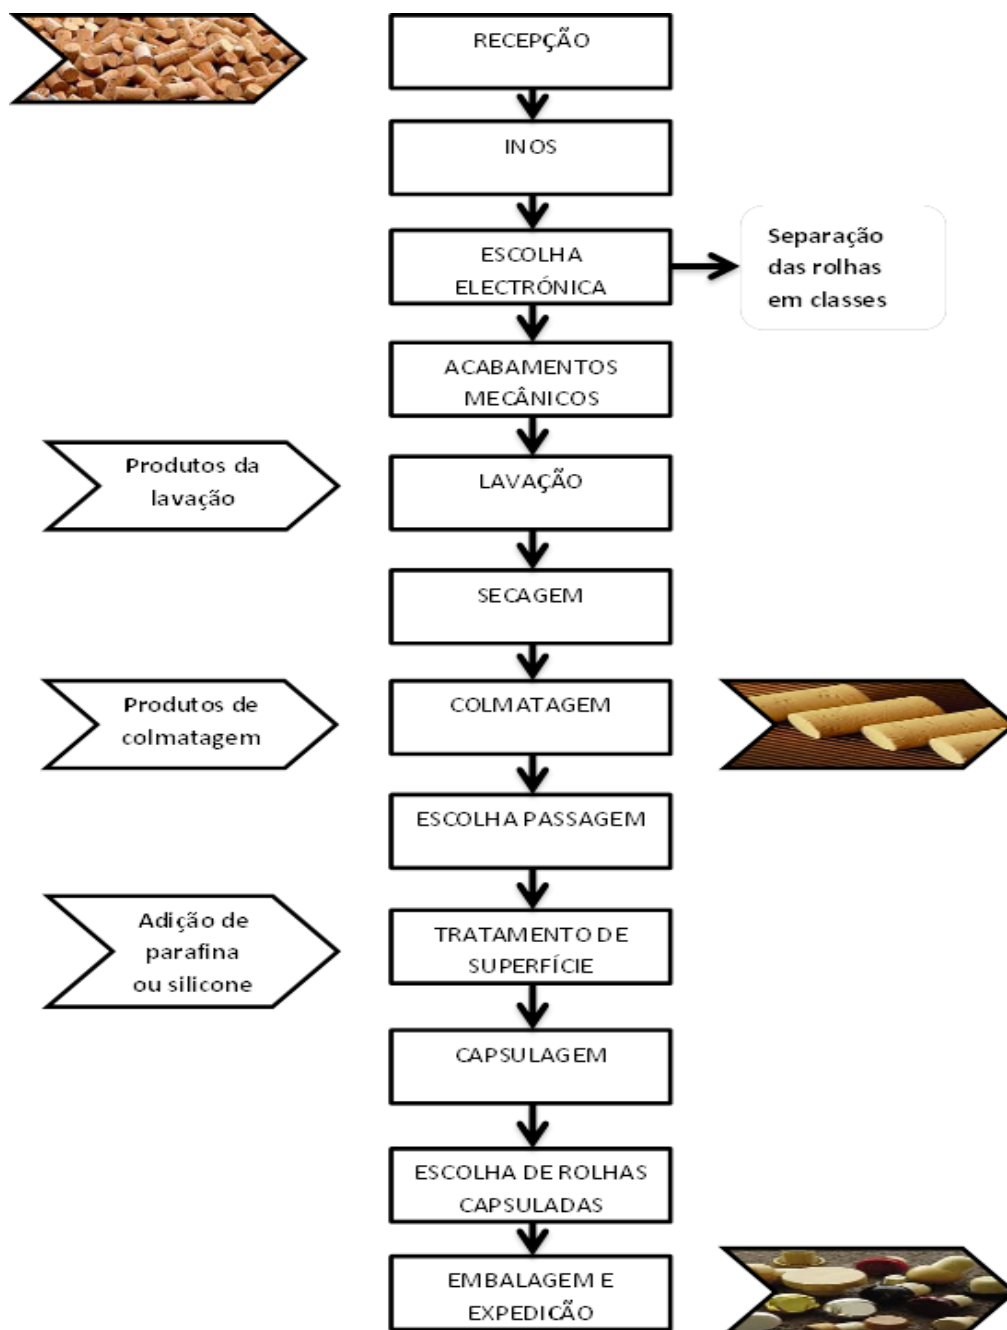 RECEPÇÃO
INOS
ESCOLHA
ELECTRÓNICA
Separação
das rolhas
em classes
ACABAMENTOS
MECÂNICOS
Produtos da
lavação
LAVAÇÃO
SECAGEM
Produtos de
colmatagem
COLMATAGEM
ESCOLHA PASSAGEM
Adição de
parafina
ou silicone
TRATAMENTO DE
SUPERFÍCIE
CAPSULAGEM
ESCOLHA DE ROLHAS
CAPSULADAS
EMBALAGEM E
EXPEDICÃO